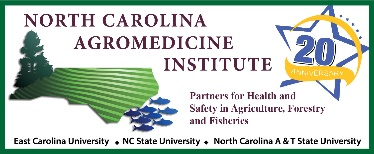 NORTH CAROLINA
AGROMEDICINE
INSTITUTE
20
ANNIVERSARY
Partners for Health and
Safety in Agriculture, Forestry
and Fisheries
East Carolina University ⬥ NC State University ⬥ North Carolina A & T State University